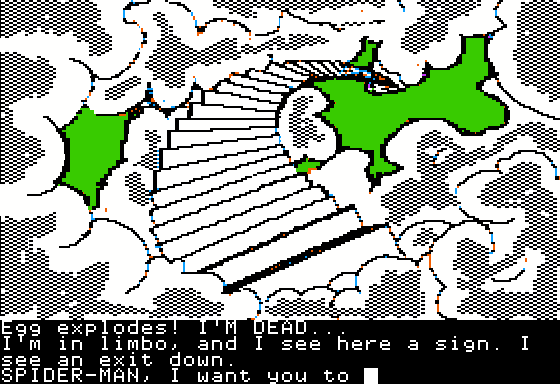 Egg explodes! I'M DEAD...
I'm in limbo, and I see here a sign. I
see an exit down.
SPIDER-MAN, I want you to